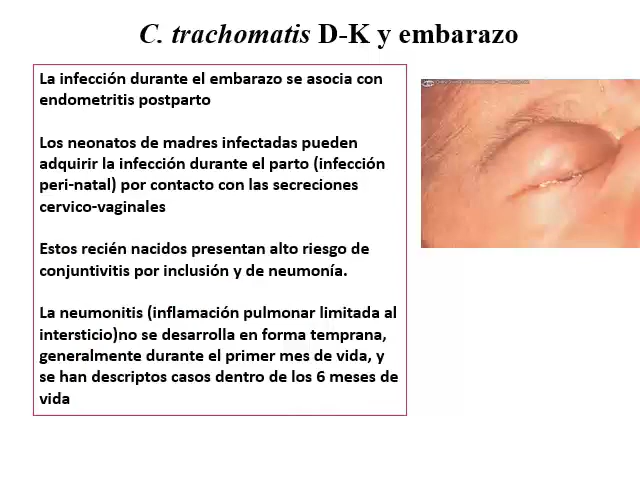 C. trachomatis D-K y embarazo
La infección durante el embarazo se asocia con
endometritis postparto
Los neonatos de madres infectadas pueden
adquirir la infección durante el parto (infección
peri-natal) por contacto con las secreciones
cervico-vaginales
Estos recién nacidos presentan alto riesgo de
conjuntivitis por inclusión y de neumonía.
La neumonitis (inflamación pulmonar limitada al
intersticio)no se desarrolla en forma temprana,
generalmente durante el primer mes de vida, y
se han descriptos casos dentro de los 6 meses de
vida